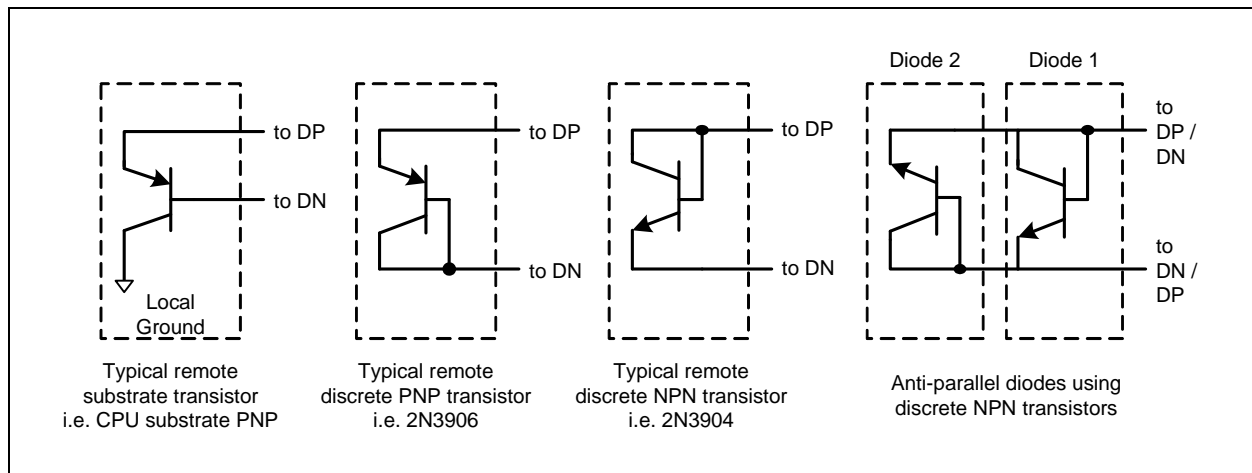 Diode 2
Diode 1
to DP
to DN
Local
Ground
to DP
to DN
to DP
to DN
to
DP /
DN
to
DN /
DP
Typical remote
substrate transistor
i.e. CPU substrate PNP
Typical remote
discrete PNP transistor
i.e. 2N3906
Typical remote
discrete NPN transistor
i.e. 2N3904
Anti-parallel diodes using
discrete NPN transistors